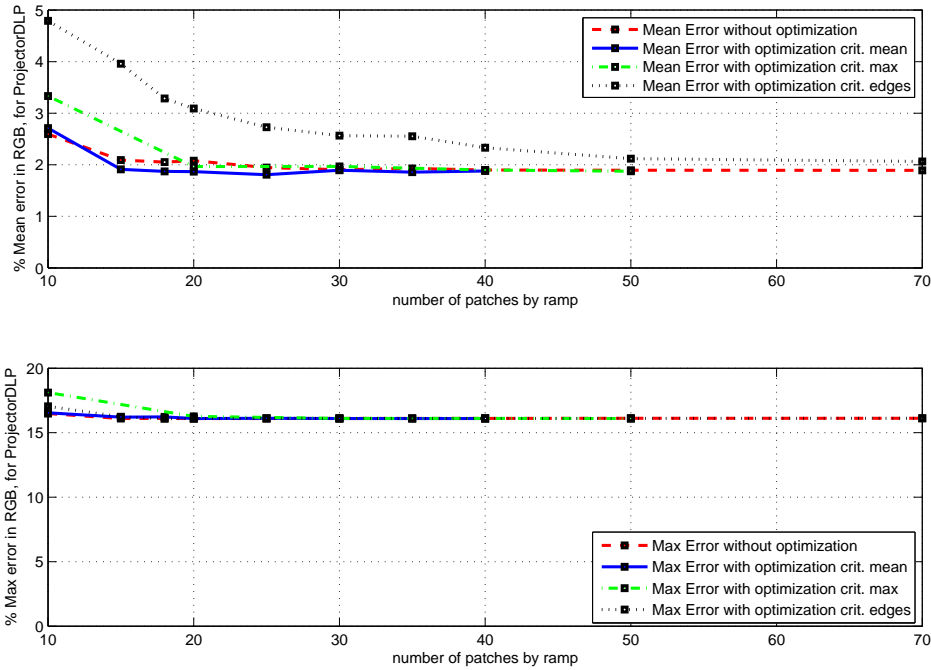 5
4
3
2
1
0
% Mean error in RGB, for ProjectorDLP
Mean Error without optimization
Mean Error with optimization crit. mean
Mean Error with optimization crit. max
Mean Error with optimization crit. edges
10 20 30 40 50 60 70
number of patches by ramp
20
15
10
5
0
% Max error in RGB, for ProjectorDLP
Max Error without optimization
Max Error with optimization crit. mean
Max Error with optimization crit. max
Max Error with optimization crit. edges
10 20 30 40 50 60 70
number of patches by ramp